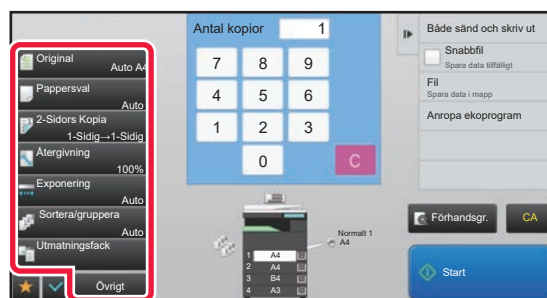 Original
Auto A4
Pappersval
Auto
2-Sidors Kopia
1-Sidig→1-Sidig
Återgivning
100%
Exponering
Auto
Sortera/gruppera
Auto
Utmatningsfack
Övrigt
Antal kopior 1
7 8 9
4 5 6
1 2 3
0 C
Normalt 1
A4
1 A4
2 A4
3 B4
4 A3
Både sänd och skriv ut
Snabbfil
Spara data tillfälligt
Fil
Spara data i mapp
Anropa ekoprogram
Förhandsgr. CA
Start